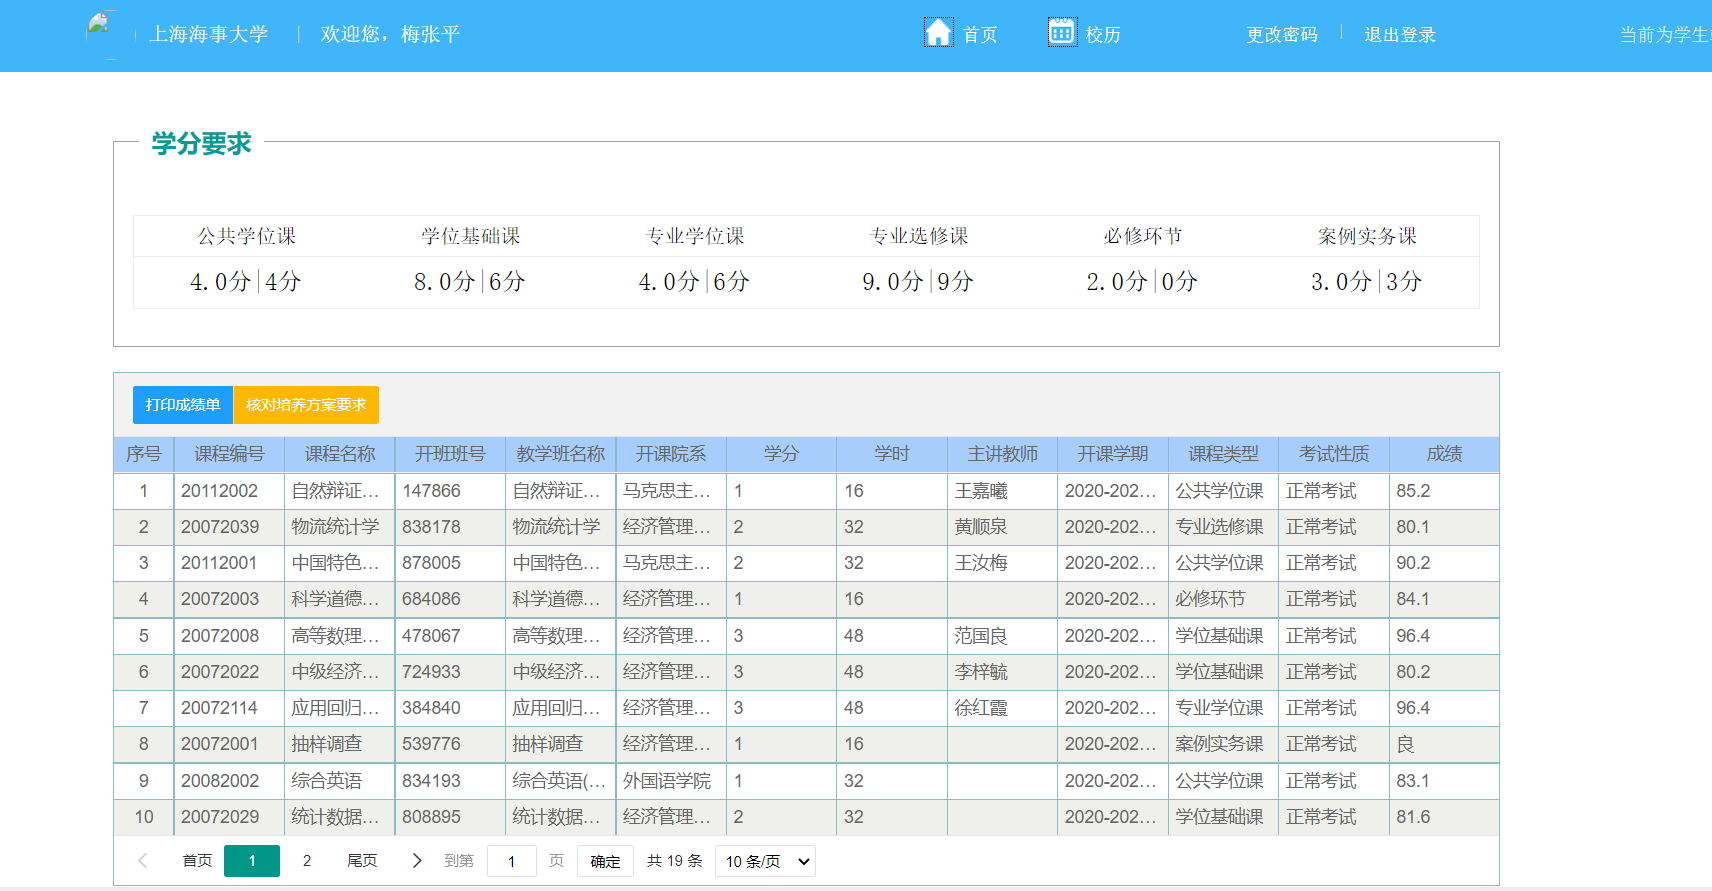 上海海事大学 | 欢迎您，梅张平 首页 校历 更改密码 | 退出登录 当前为学生
学分要求
公共学位课 学位基础课 专业学位课 专业选修课 必修环节 案例实务课
4.0分|4分 8.0分|6分 4.0分|6分 9.0分|9分 2.0分|0分 3.0分|3分
打印成绩单 核对培养方案要求
序号 课程编号 课程名称 开班班号 教学班名称 开课院系 学分 学时 主讲教师 开课学期 课程类型 考试性质 成绩
1 20112002 自然辩证… 147866 自然辩证… 马克思主… 1 16 王嘉曦 2020-202… 公共学位课 正常考试 85.2
2 20072039 物流统计学 838178 物流统计学 经济管理… 2 32 黄顺泉 2020-202… 专业选修课 正常考试 80.1
3 20112001 中国特色… 878005 中国特色… 马克思主… 2 32 王汝梅 2020-202… 公共学位课 正常考试 90.2
4 20072003 科学道德… 684086 科学道德… 经济管理… 1 16 2020-202… 必修环节 正常考试 84.1
5 20072008 高等数理… 478067 高等数理… 经济管理… 3 48 范国良 2020-202… 学位基础课 正常考试 96.4
6 20072022 中级经济… 724933 中级经济… 经济管理… 3 48 李梓毓 2020-202… 学位基础课 正常考试 80.2
7 20072114 应用回归… 384840 应用回归… 经济管理… 3 48 徐红霞 2020-202… 专业学位课 正常考试 96.4
8 20072001 抽样调查 539776 抽样调查 经济管理… 1 16 2020-202… 案例实务课 正常考试 良
9 20082002 综合英语 834193 综合英语(… 外国语学院 1 32 2020-202… 公共学位课 正常考试 83.1
10 20072029 统计数据… 808895 统计数据… 经济管理… 2 32 2020-202… 学位基础课 正常考试 81.6
首页 1 2 尾页 到第 1 页 确定 共 19 条 10 条/页